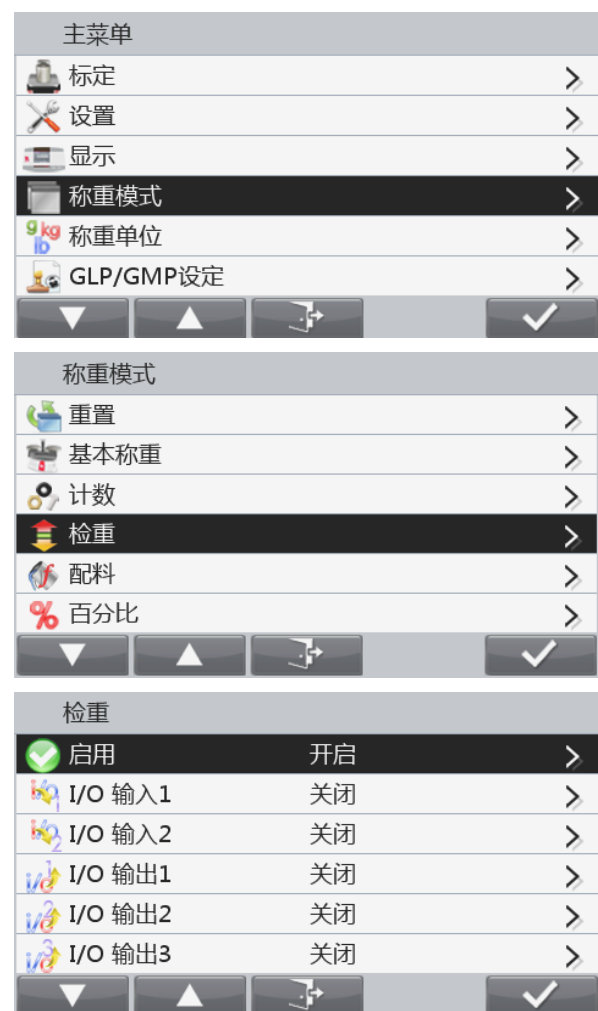 主菜单
标定
设置
显示
称重模式
g kg lb 称重单位
GLP/GMP设定
称重模式
重置
基本称重
计数
检重
配料
% 百分比
检重
启用 开启
I/O 输入1 关闭
I/O 输入2 关闭
I/O 输出1 关闭
I/O 输出2 关闭
I/O 输出3 关闭